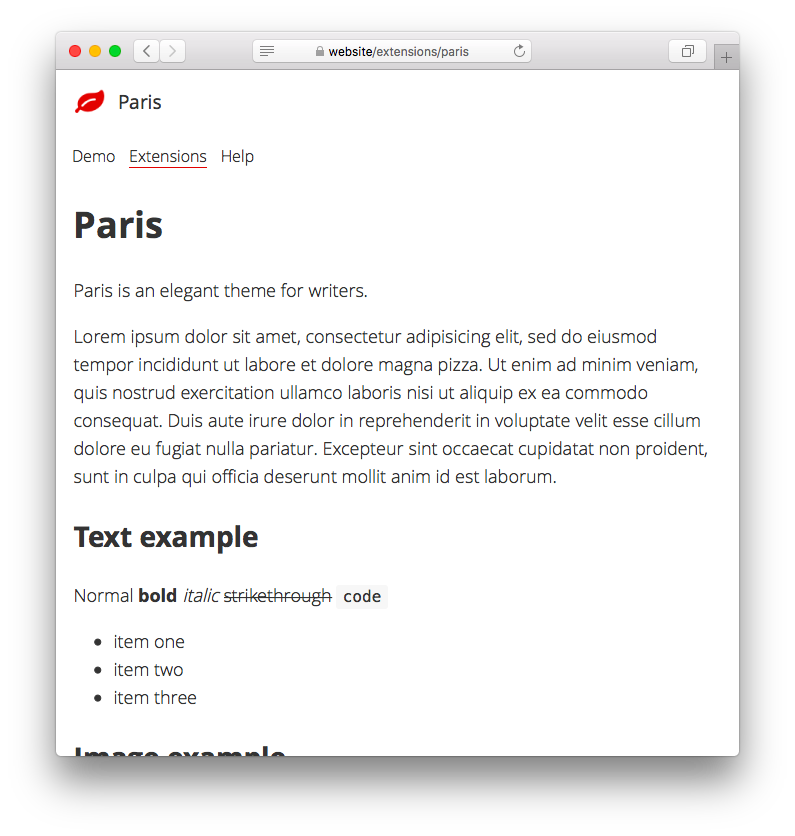 website/extensions/paris
Paris
Demo Extensions Help
Paris
Paris is an elegant theme for writers.
Lorem ipsum dolor sit amet, consectetur adipisicing elit, sed do eiusmod
tempor incididunt ut labore et dolore magna pizza. Ut enim ad minim veniam,
quis nostrud exercitation ullamco laboris nisi ut aliquip ex ea commodo
consequat. Duis aute irure dolor in reprehenderit in voluptate velit esse cillum
dolore eu fugiat nulla pariatur. Excepteur sint occaecat cupidatat non proident,
sunt in culpa qui officia deserunt mollit anim id est laborum.
Text example
Normal bold italic strikethrough code
• item one
• item two
• item three
Image example